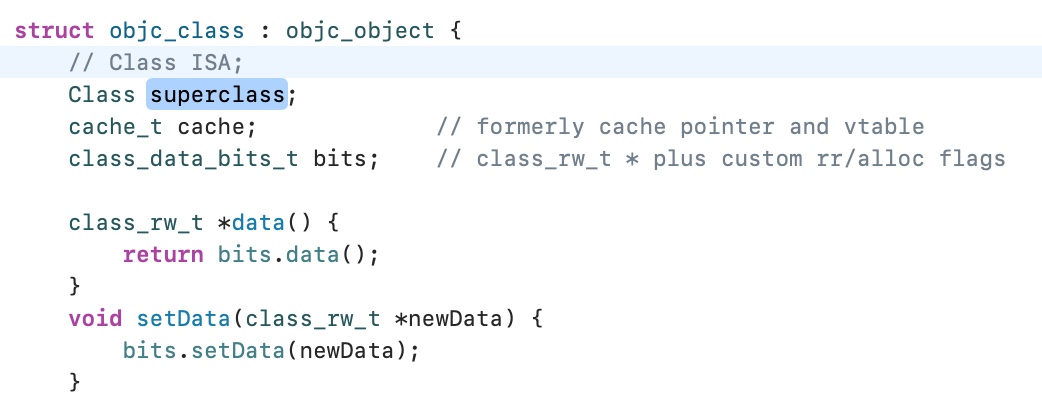 struct objc_class : objc_object {
    // Class ISA;
    Class superclass;
    cache_t cache;             // formerly cache pointer and vtable
    class_data_bits_t bits;    // class_rw_t * plus custom rr/alloc flags

    class_rw_t *data() {
        return bits.data();
    }
    void setData(class_rw_t *newData) {
        bits.setData(newData);
    }